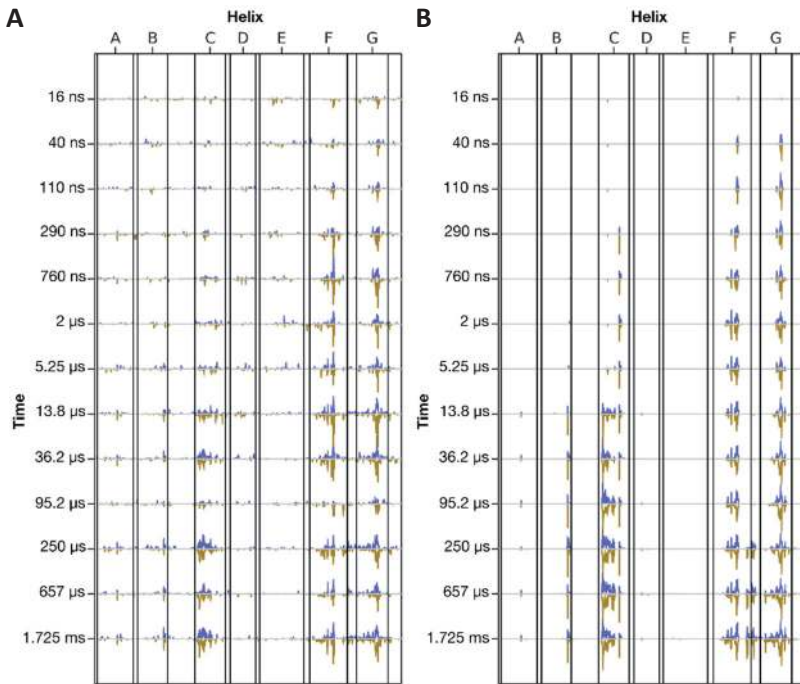 A
Helix
A B C D E F G
16 ns
40 ns
110 ns
290 ns
760 ns
2 µs
5.25 µs
13.8 µs
36.2 µs
95.2 µs
250 µs
657 µs
1.725 ms
Time
B
Helix
A B C D E F G
16 ns
40 ns
110 ns
290 ns
760 ns
2 µs
5.25 µs
13.8 µs
36.2 µs
95.2 µs
250 µs
657 µs
1.725 ms
Time